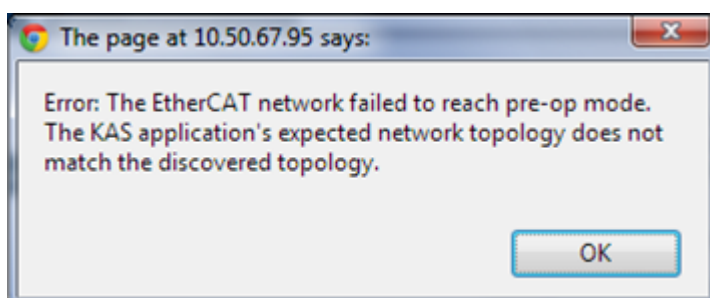 The page at 10.50.67.95 says:
Error: The EtherCAT network failed to reach pre-op mode.
The KAS application's expected network topology does not
match the discovered topology.
OK